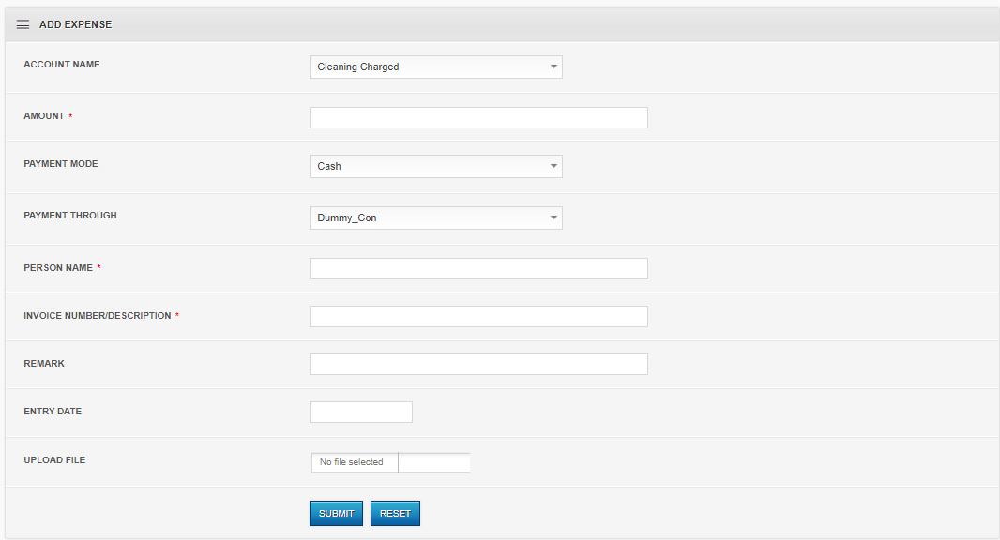 ADD EXPENSE
ACCOUNT NAME Cleaning Charged
AMOUNT *
PAYMENT MODE Cash
PAYMENT THROUGH Dummy_Con
PERSON NAME *
INVOICE NUMBER/DESCRIPTION *
REMARK
ENTRY DATE
UPLOAD FILE No file selected
SUBMIT RESET